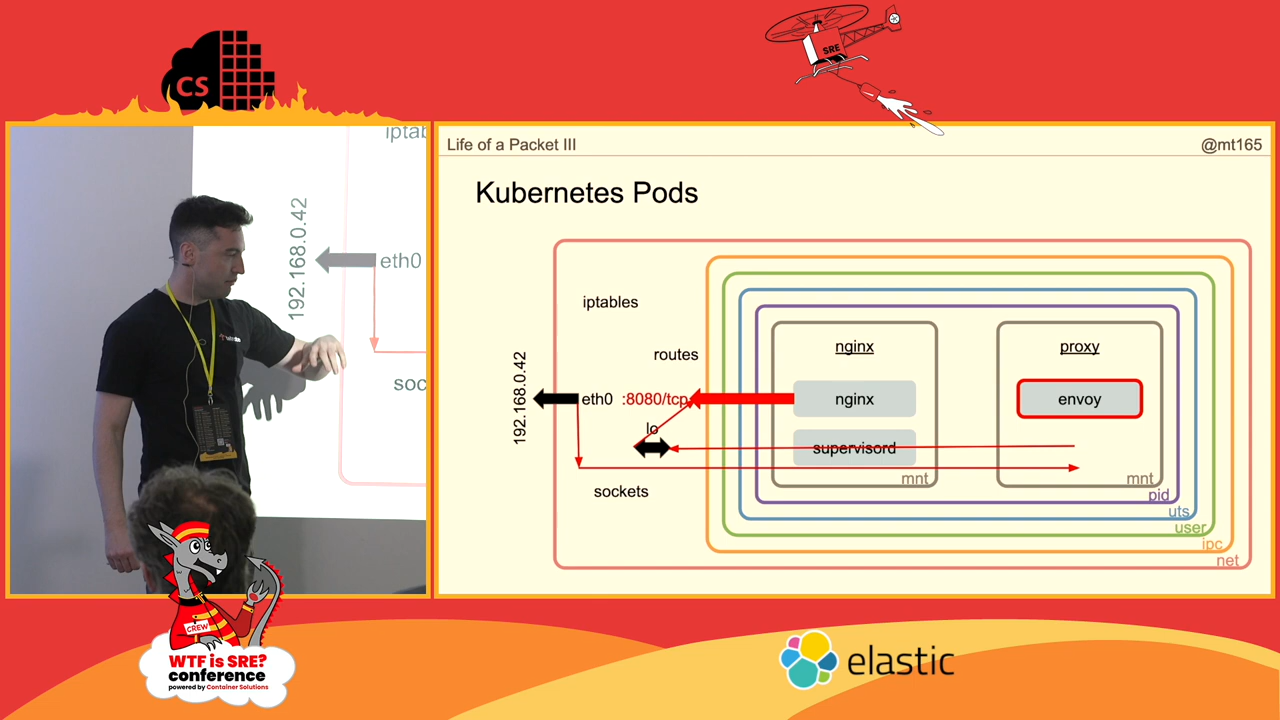 CS
SRE
iptab
192.168.0.42
eth0
soc
Life of a Packet III
@mt165
Kubernetes Pods
iptables
routes
192.168.0.42
eth0
:8080/tcp
lo
sockets
nginx
nginx
supervisord
mnt
proxy
envoy
mnt
pid
uts
user
ipc
net
CREW
WTF is SRE?
conference
powered by Container Solutions
elastic